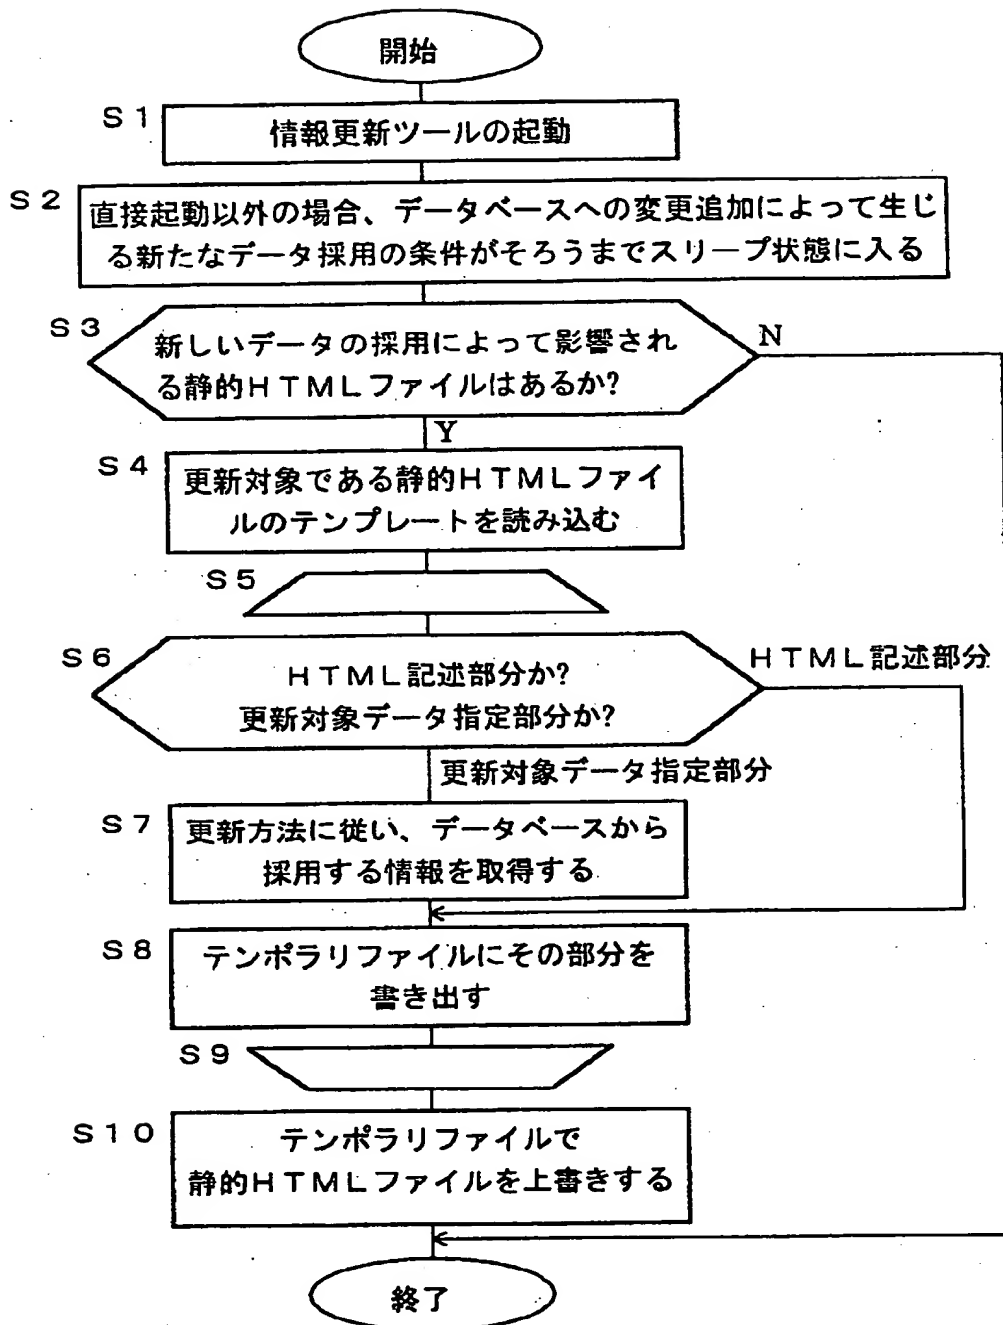 開始
S1
情報更新ツールの起動
S2
直接起動以外の場合、データベースへの変更追加によって生じ
る新たなデータ採用の条件がそろうまでスリープ状態に入る
S3
新しいデータの採用によって影響され
る静的HTMLファイルはあるか?
N
Y
S4
更新対象である静的HTMLファイ
ルのテンプレートを読み込む
S5
S6
HTML記述部分か?
更新対象データ指定部分か?
HTML記述部分
更新対象データ指定部分
S7
更新方法に従い、データベースから
採用する情報を取得する
S8
テンポラリファイルにその部分を
書き出す
S9
S10
テンポラリファイルで
静的HTMLファイルを上書きする
終了